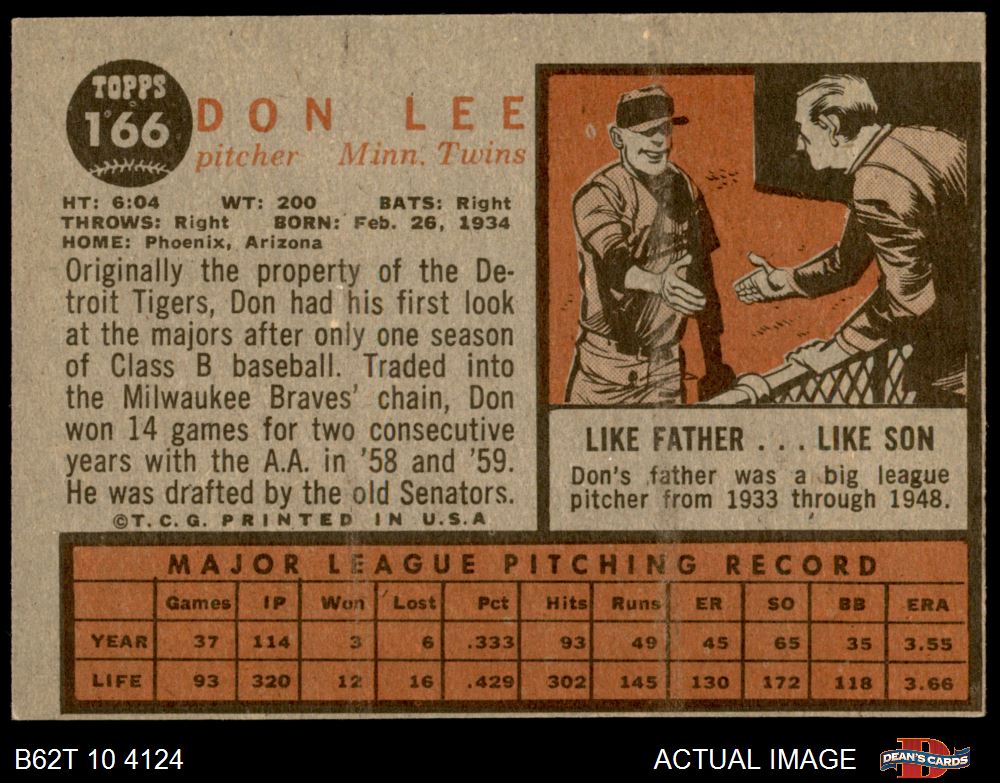 TOPPS
166
DON LEE
pitcher Minn. Twins
HT: 6:04 WT: 200 BATS: Right
THROWS: Right BORN: Feb. 26, 1934
HOME: Phoenix, Arizona
Originally the property of the De-
troit Tigers, Don had his first look
at the majors after only one season
of Class B baseball. Traded into
the Milwaukee Braves' chain, Don
won 14 games for two consecutive
years with the A.A. in '58 and '59.
He was drafted by the old Senators.
©T.C.G. PRINTED IN U.S.A
LIKE FATHER . . . LIKE SON
Don's father was a big league
pitcher from 1933 through 1948.
MAJOR LEAGUE PITCHING RECORD
Games IP Won Lost Pct Hits Runs ER SO BB ERA
YEAR 37 114 3 6 .333 93 49 45 65 35 3.55
LIFE 93 320 12 16 .429 302 145 130 172 118 3.66
B62T 10 4124 ACTUAL IMAGE DEAN'S CARDS